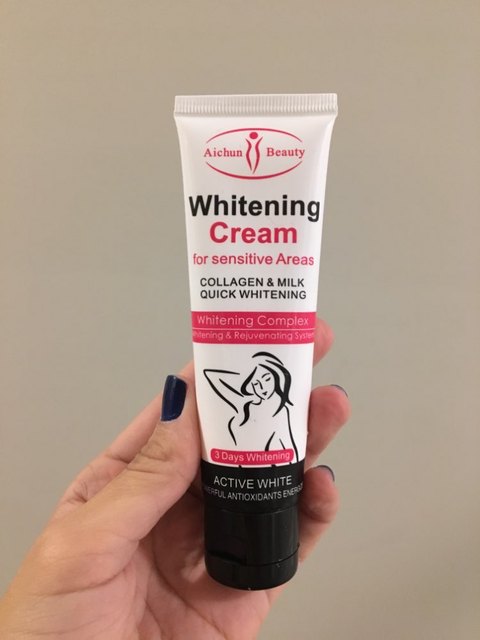 Aichun Beauty
Whitening
Cream
for sensitive Areas
COLLAGEN & MILK
QUICK WHITENING
Whitening Complex
Whitening & Rejuvenating System
3 Days Whitening
ACTIVE WHITE
POWERFUL ANTIOXIDANTS ENERGY